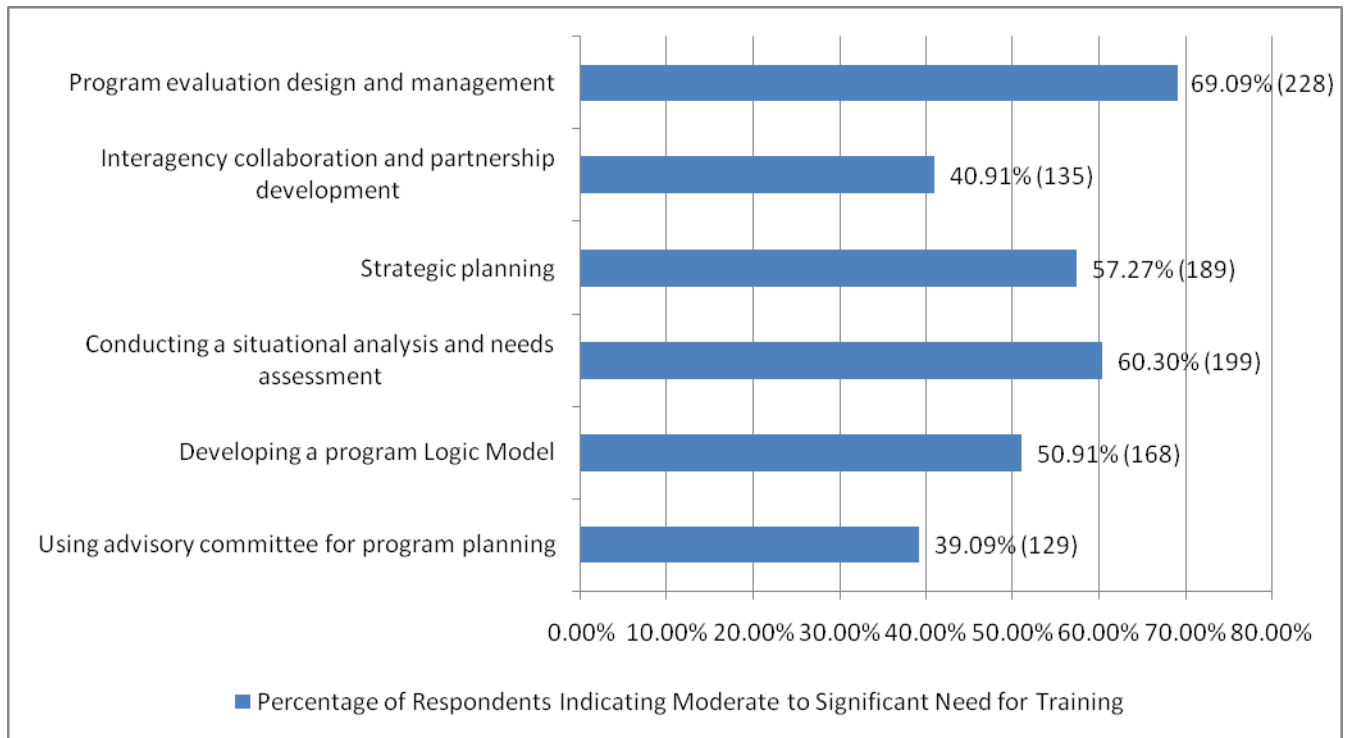 Program evaluation design and management
69.09% (228)
Interagency collaboration and partnership
development
40.91% (135)
Strategic planning
57.27% (189)
Conducting a situational analysis and needs
assessment
60.30% (199)
Developing a program Logic Model
50.91% (168)
Using advisory committee for program planning
39.09% (129)
0.00% 10.00% 20.00% 30.00% 40.00% 50.00% 60.00% 70.00% 80.00%
Percentage of Respondents Indicating Moderate to Significant Need for Training